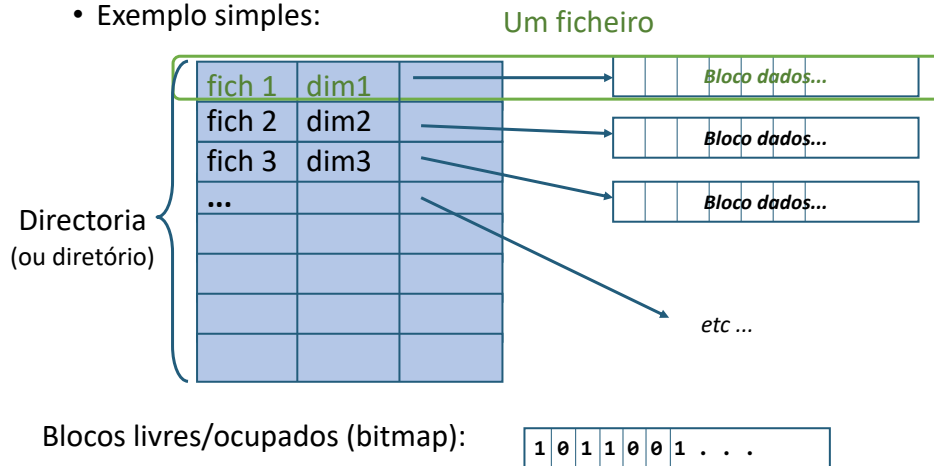 • Exemplo simples:
Um ficheiro
fich 1 dim1
Bloco dados...
fich 2 dim2
Bloco dados...
fich 3 dim3
Bloco dados...
...
Directoria
(ou diretório)
etc ...
Blocos livres/ocupados (bitmap):
1 0 1 1 0 0 1 . . .